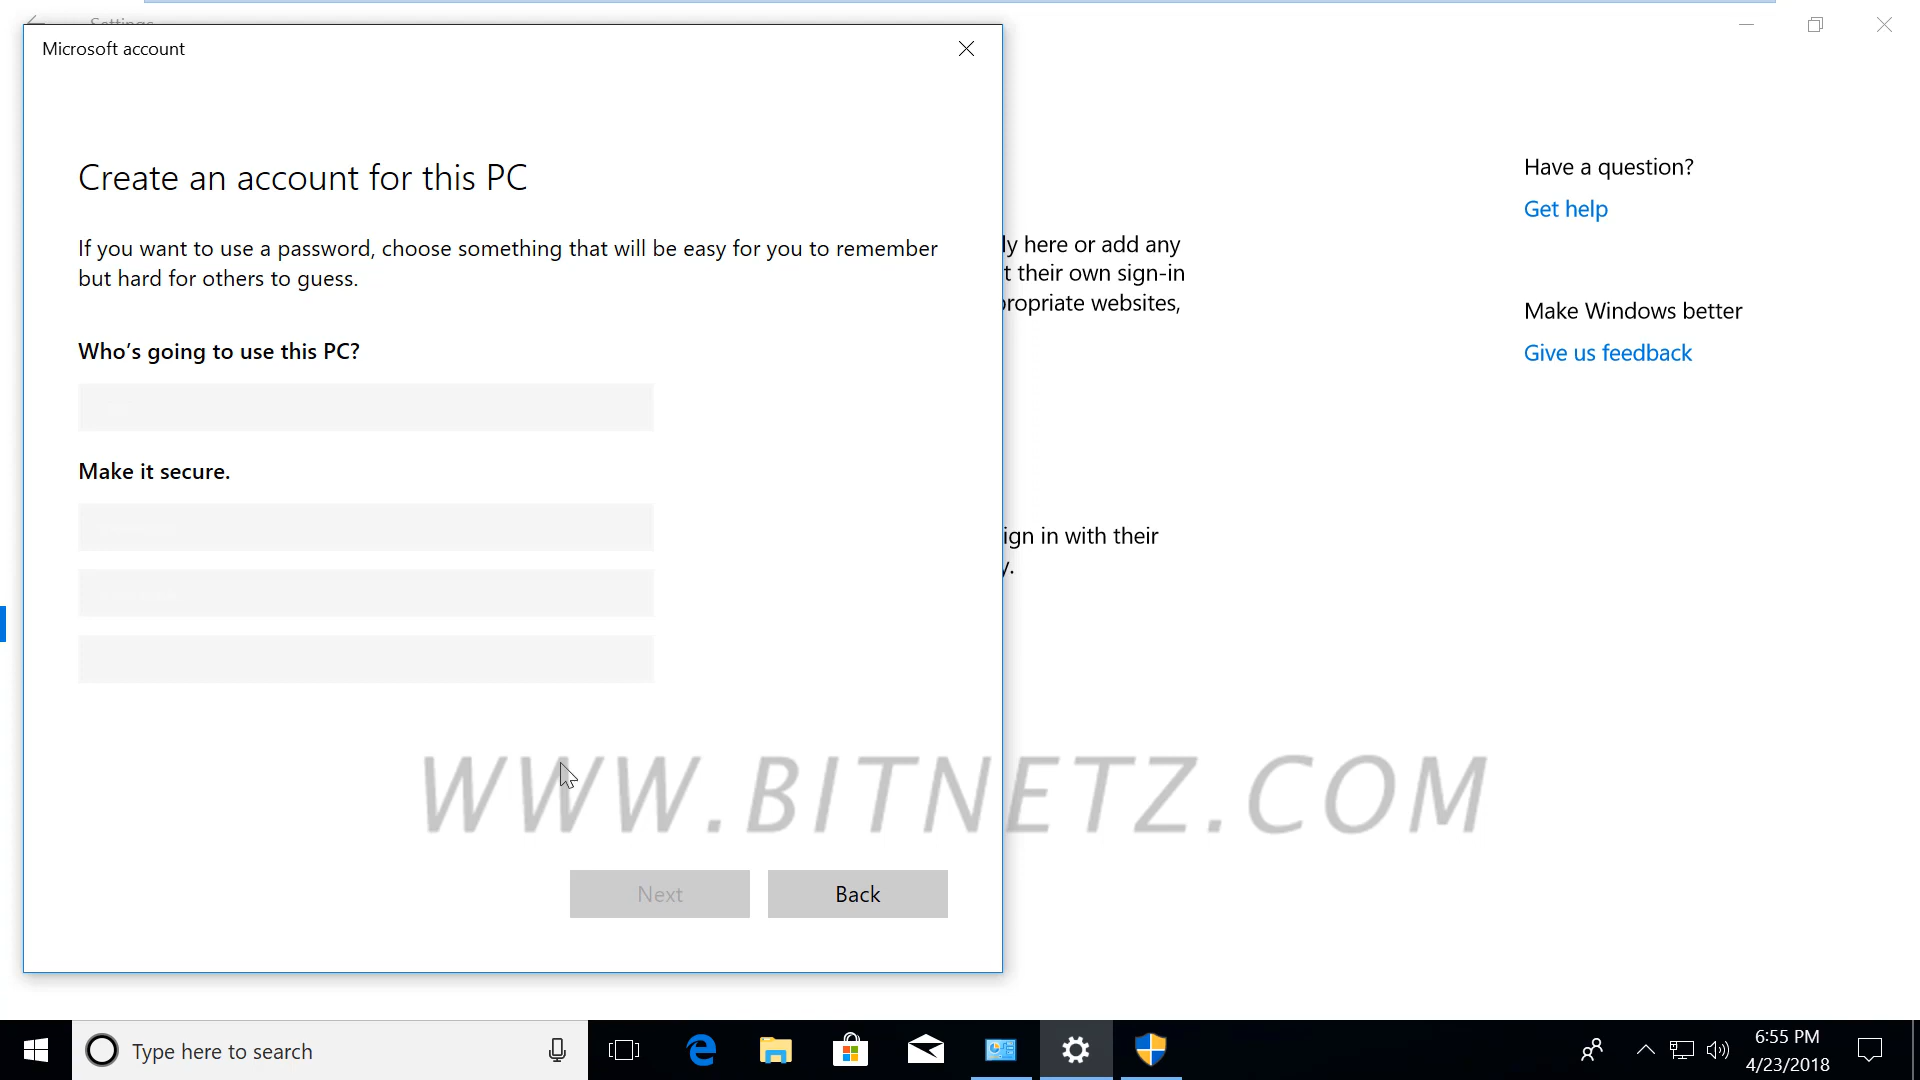 Settings
Microsoft account
Create an account for this PC
If you want to use a password, choose something that will be easy for you to remember
but hard for others to guess.
Who's going to use this PC?
Make it secure.
Next
Back
ly here or add any
t their own sign-in
propriate websites,
ign in with their
y.
Have a question?
Get help
Make Windows better
Give us feedback
WWW.BITNETZ.COM
Type here to search
6:55 PM
4/23/2018